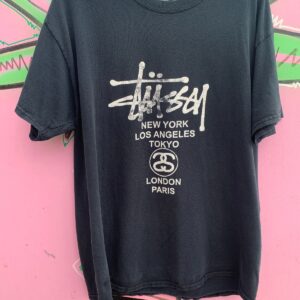 Stüssy
NEW YORK
LOS ANGELES
TOKYO
LONDON
PARIS